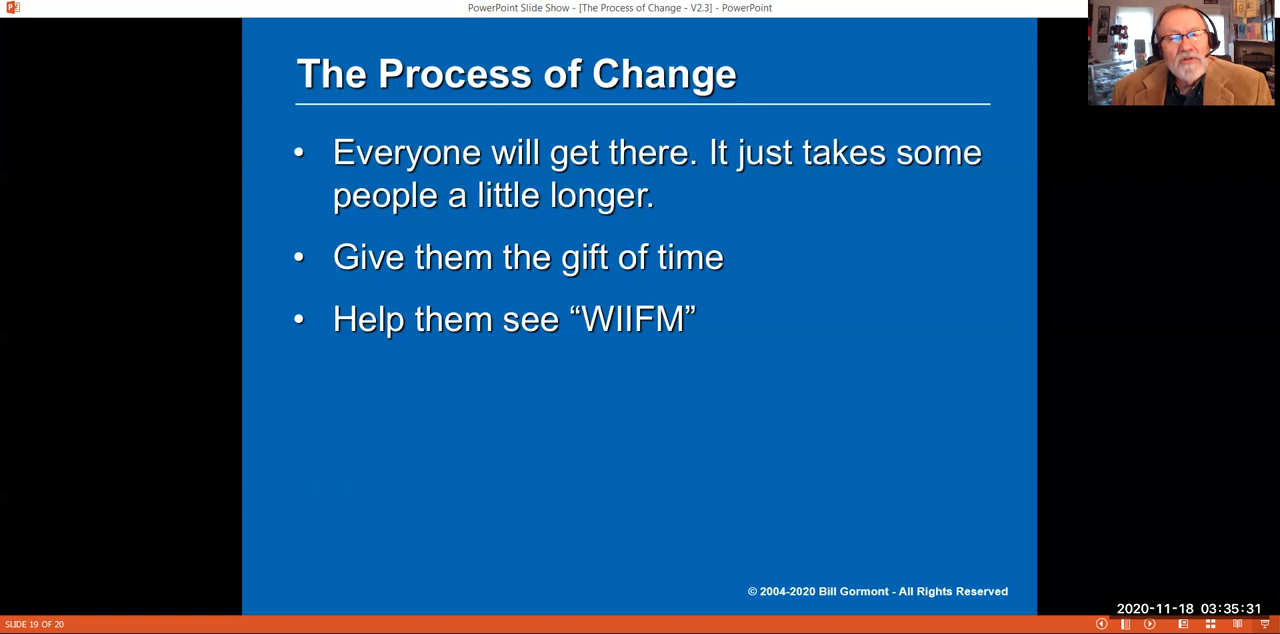 PowerPoint Slide Show - [The Process of Change - V2.3] - PowerPoint
The Process of Change
• Everyone will get there. It just takes some
people a little longer.
• Give them the gift of time
• Help them see “WIIFM”
© 2004-2020 Bill Gormont - All Rights Reserved
2020-11-18 03:35:31
SLIDE 19 OF 20